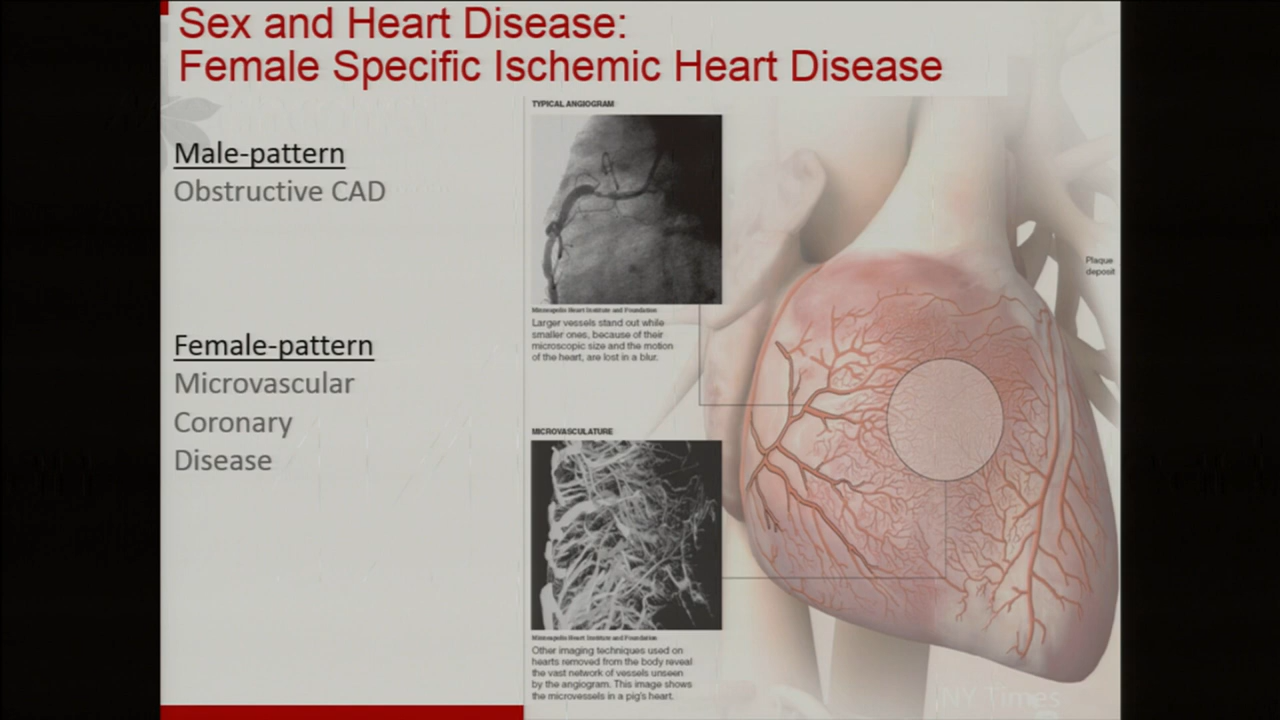 Sex and Heart Disease:
Female Specific Ischemic Heart Disease
Male-pattern
Obstructive CAD
Female-pattern
Microvascular
Coronary
Disease
TYPICAL ANGIOGRAM
Minneapolis Heart Institute and Foundation
Larger vessels stand out while
smaller ones, because of their
microscopic size and the motion
of the heart, are lost in a blur.
MICROVASCULATURE
Minneapolis Heart Institute and Foundation
Other imaging techniques used on
hearts removed from the body reveal
the vast network of vessels unseen
by the angiogram. This image shows
the microvessels in a pig's heart.
Plaque
deposit
NY Times